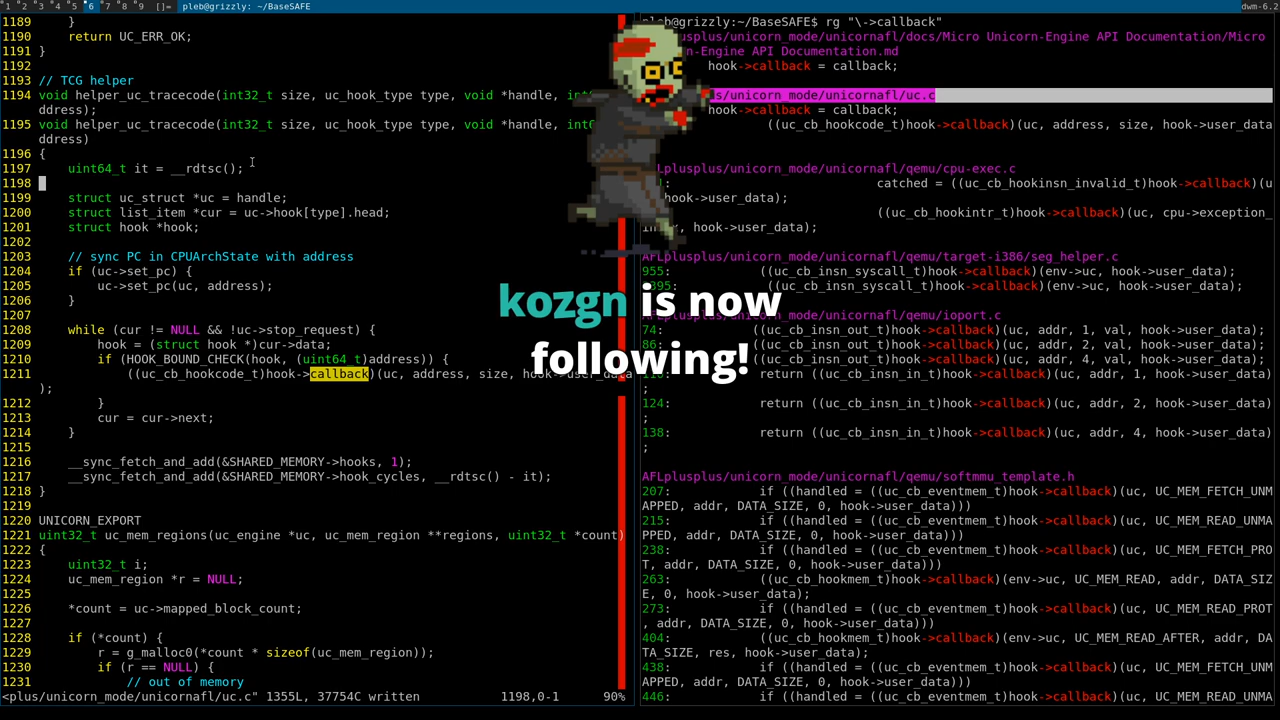 1 2 3 4 5 6 7 8 9 []= pleb@grizzly: ~/BaseSAFE dwm-6.2
1189 }
1190 return UC_ERR_OK;
1191 }
1192
1193 // TCG helper
1194 void helper_uc_tracecode(int32_t size, uc_hook_type type, void *handle,
ddress);
1195 void helper_uc_tracecode(int32_t size, uc_hook_type type, void *handle,
ddress)
1196 {
1197 uint64_t it = __rdtsc();
1198
1199 struct uc_struct *uc = handle;
1200 struct list_item *cur = uc->hook[type].head;
1201 struct hook *hook;
1202
1203 // sync PC in CPUArchState with address
1204 if (uc->set_pc) {
1205 uc->set_pc(uc, address);
1206 }
1207
1208 while (cur != NULL && !uc->stop_request) {
1209 hook = (struct hook *)cur->data;
1210 if (HOOK_BOUND_CHECK(hook, (uint64_t)address)) {
1211 ((uc_cb_hookcode_t)hook->callback)(uc, address, size, hook->user_data
);
1212 }
1213 cur = cur->next;
1214 }
1215
1216 __sync_fetch_and_add(&SHARED_MEMORY->hooks, 1);
1217 __sync_fetch_and_add(&SHARED_MEMORY->hook_cycles, __rdtsc() - it);
1218 }
1219
1220 UNICORN_EXPORT
1221 uint32_t uc_mem_regions(uc_engine *uc, uc_mem_region **regions, uint32_t *count)
1222 {
1223 uint32_t i;
1224 uc_mem_region *r = NULL;
1225
1226 *count = uc->mapped_block_count;
1227
1228 if (*count) {
1229 r = g_malloc0(*count * sizeof(uc_mem_region));
1230 if (r == NULL) {
1231 // out of memory
<plus/unicorn_mode/unicornafl/uc.c" 1355L, 37754C written 1198,0-1 90%
kozgn is now
following!
pleb@grizzly:~/BaseSAFE$ rg "\->callback"
plusplus/unicorn_mode/unicornafl/docs/Micro Unicorn-Engine API Documentation/Micro
n-Engine API Documentation.md
hook->callback = callback;
s/unicorn_mode/unicornafl/uc.c
hook->callback = callback;
((uc_cb_hookcode_t)hook->callback)(uc, address, size, hook->user_data
Lplusplus/unicorn_mode/unicornafl/qemu/cpu-exec.c
catched = ((uc_cb_hookinsn_invalid_t)hook->callback)(u
hook->user_data);
((uc_cb_hookintr_t)hook->callback)(uc, cpu->exception_
hook->user_data);
AFLplusplus/unicorn_mode/unicornafl/qemu/target-i386/seg_helper.c
955: ((uc_cb_insn_syscall_t)hook->callback)(env->uc, hook->user_data);
((uc_cb_insn_syscall_t)hook->callback)(env->uc, hook->user_data);
AFLplusplus/unicorn_mode/unicornafl/qemu/ioport.c
74: ((uc_cb_insn_out_t)hook->callback)(uc, addr, 1, val, hook->user_data);
86: ((uc_cb_insn_out_t)hook->callback)(uc, addr, 2, val, hook->user_data);
((uc_cb_insn_out_t)hook->callback)(uc, addr, 4, val, hook->user_data);
return ((uc_cb_insn_in_t)hook->callback)(uc, addr, 1, hook->user_data)
;
124: return ((uc_cb_insn_in_t)hook->callback)(uc, addr, 2, hook->user_data)
;
138: return ((uc_cb_insn_in_t)hook->callback)(uc, addr, 4, hook->user_data)
;
AFLplusplus/unicorn_mode/unicornafl/qemu/softmmu_template.h
207: if ((handled = ((uc_cb_eventmem_t)hook->callback)(uc, UC_MEM_FETCH_UNM
APPED, addr, DATA_SIZE, 0, hook->user_data)))
215: if ((handled = ((uc_cb_eventmem_t)hook->callback)(uc, UC_MEM_READ_UNMA
PPED, addr, DATA_SIZE, 0, hook->user_data)))
238: if ((handled = ((uc_cb_eventmem_t)hook->callback)(uc, UC_MEM_FETCH_PRO
T, addr, DATA_SIZE, 0, hook->user_data)))
263: ((uc_cb_hookmem_t)hook->callback)(env->uc, UC_MEM_READ, addr, DATA_SIZ
E, 0, hook->user_data);
273: if ((handled = ((uc_cb_eventmem_t)hook->callback)(uc, UC_MEM_READ_PROT
, addr, DATA_SIZE, 0, hook->user_data)))
404: ((uc_cb_hookmem_t)hook->callback)(env->uc, UC_MEM_READ_AFTER, addr, DA
TA_SIZE, res, hook->user_data);
438: if ((handled = ((uc_cb_eventmem_t)hook->callback)(uc, UC_MEM_FETCH_UNM
APPED, addr, DATA_SIZE, 0, hook->user_data)))
446: if ((handled = ((uc_cb_eventmem_t)hook->callback)(uc, UC_MEM_READ_UNMA